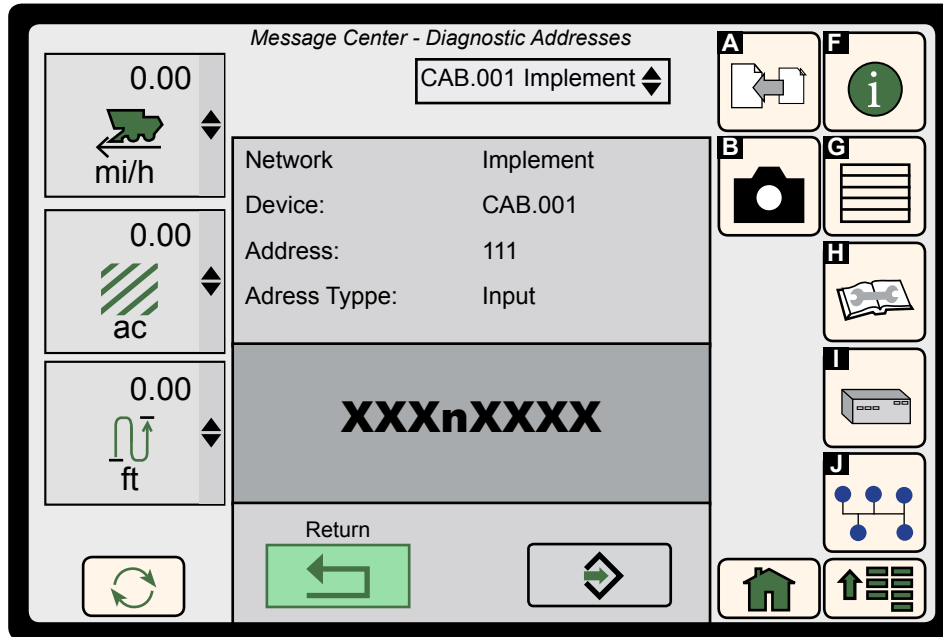 Message Center - Diagnostic Addresses
CAB.001 Implement
0.00
mi/h
0.00
ac
0.00
ft
Network Implement
Device: CAB.001
Address: 111
Adress Typpe: Input
XXXnXXXX
Return
A
F
i
B
G
H
I
J